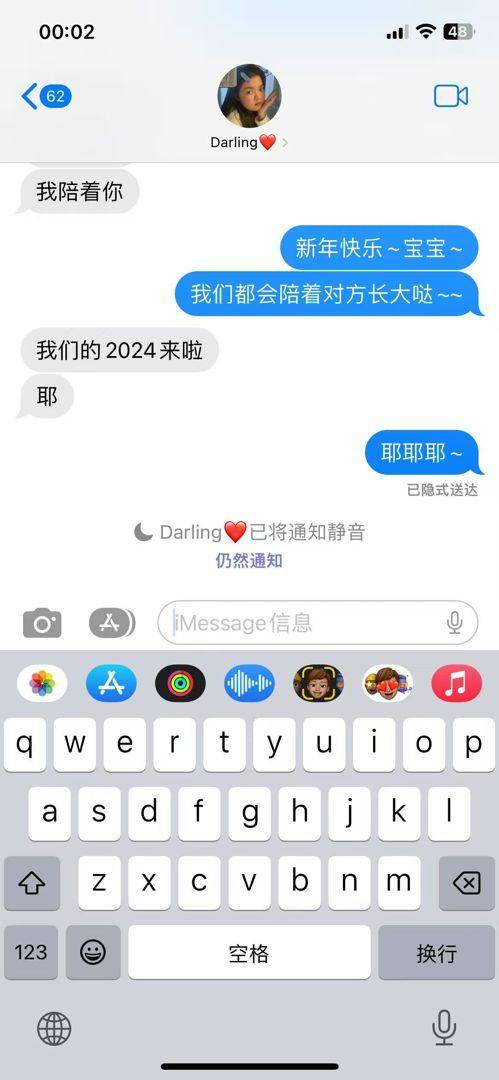 00:02
48
62
Darling❤️
我陪着你
新年快乐~宝宝~
我们都会陪着对方长大哒~~
我们的2024来啦
耶
耶耶耶~
已隐式送达
Darling❤️已将通知静音
仍然通知
iMessage信息
q w e r t y u i o p
a s d f g h j k l
z x c v b n m
123 空格 换行